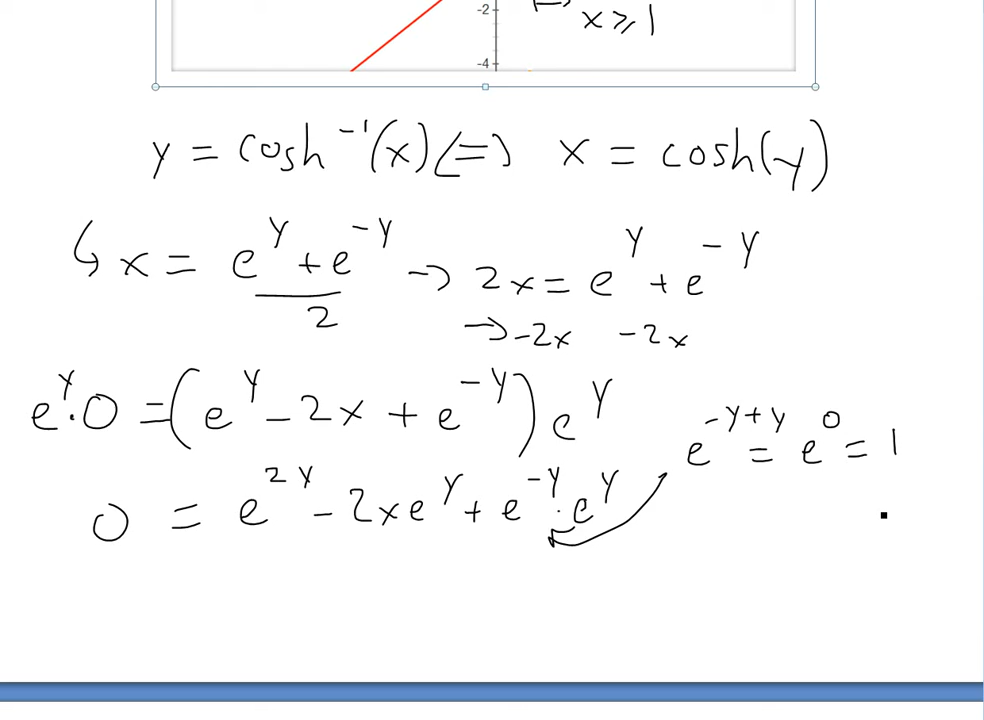 -2
x ⩾ 1
-4
y = cosh⁻¹(x) <=> x = cosh(y)
↳ x = (e^y + e^-y)/2 → 2x = e^y + e^-y
→ -2x -2x
e^y · 0 = (e^y - 2x + e^-y) e^y
e^(-y+y) = e^0 = 1
0 = e^2y - 2xe^y + e^-y · e^y